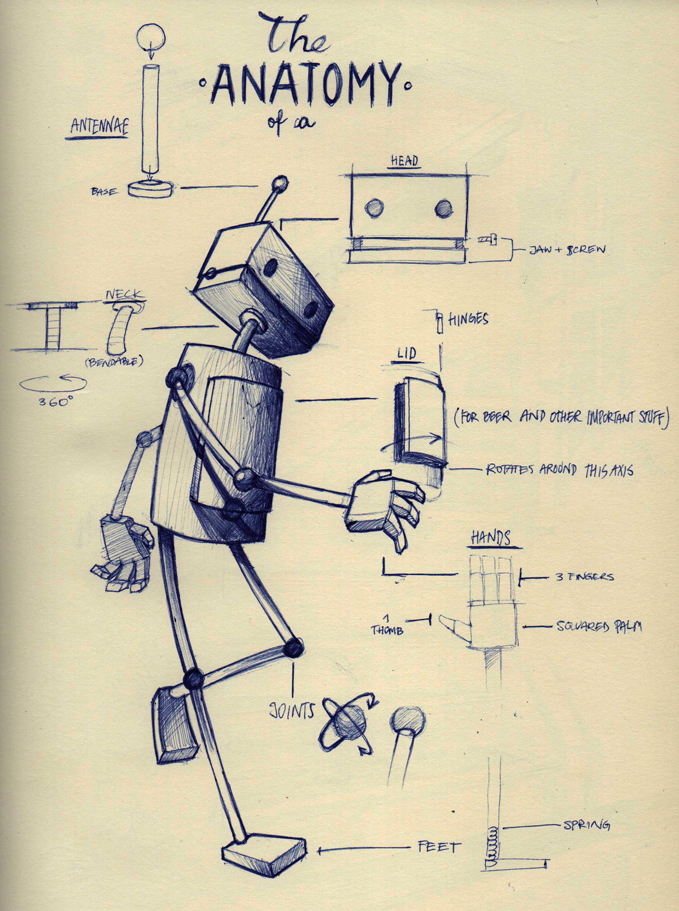 The
·ANATOMY·
of a
ANTENNAE
BASE
HEAD
JAW + SCREW
NECK
(BENDABLE)
360°
HINGES
LID
(FOR BEER AND OTHER IMPORTANT STUFF)
ROTATES AROUND THIS AXIS
HANDS
3 FINGERS
1 THOMB
SQUARED PALM
JOINTS
SPRING
FEET